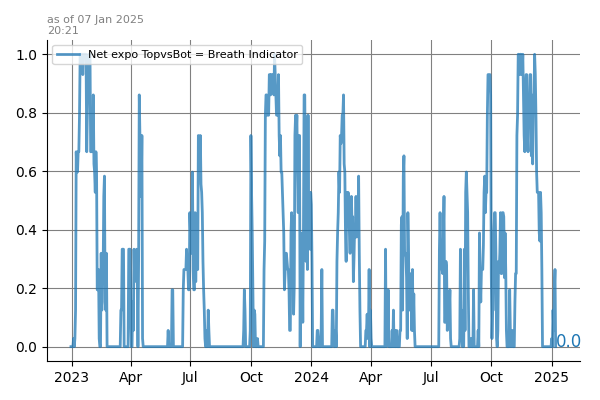 as of 07 Jan 2025
20:21
Net expo TopvsBot = Breath Indicator
1.0
0.8
0.6
0.4
0.2
0.0
0.0
2023 Apr Jul Oct 2024 Apr Jul Oct 2025